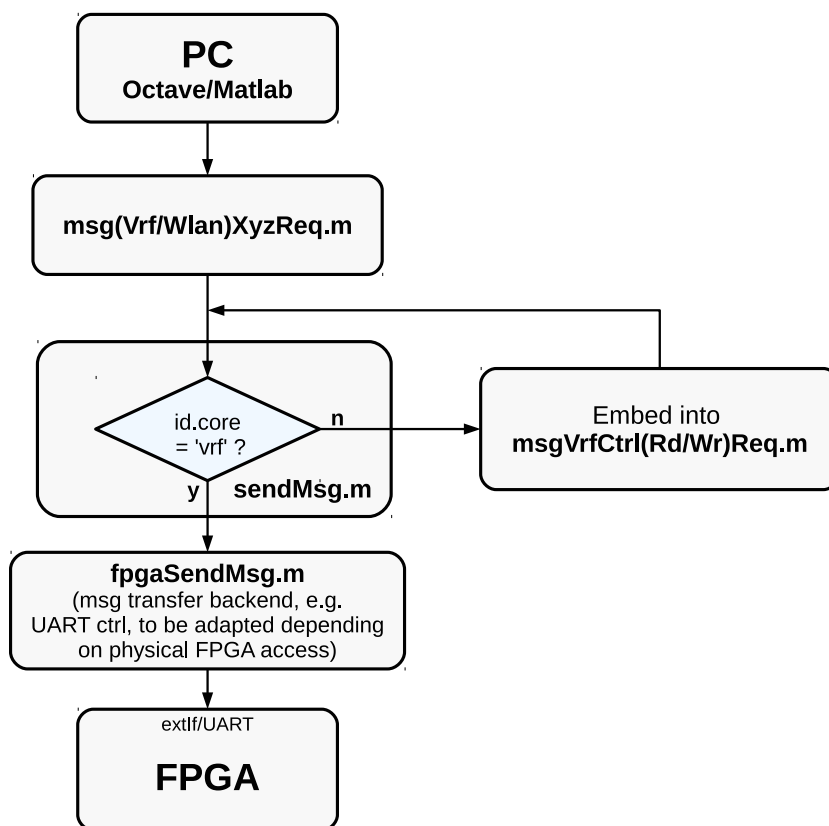 PC
Octave/Matlab
msg(Vrf/Wlan)XyzReq.m
id.core
= 'vrf' ?
n
y
sendMsg.m
Embed into
msgVrfCtrl(Rd/Wr)Req.m
fpgaSendMsg.m
(msg transfer backend, e.g.
UART ctrl, to be adapted depending
on physical FPGA access)
extIf/UART
FPGA